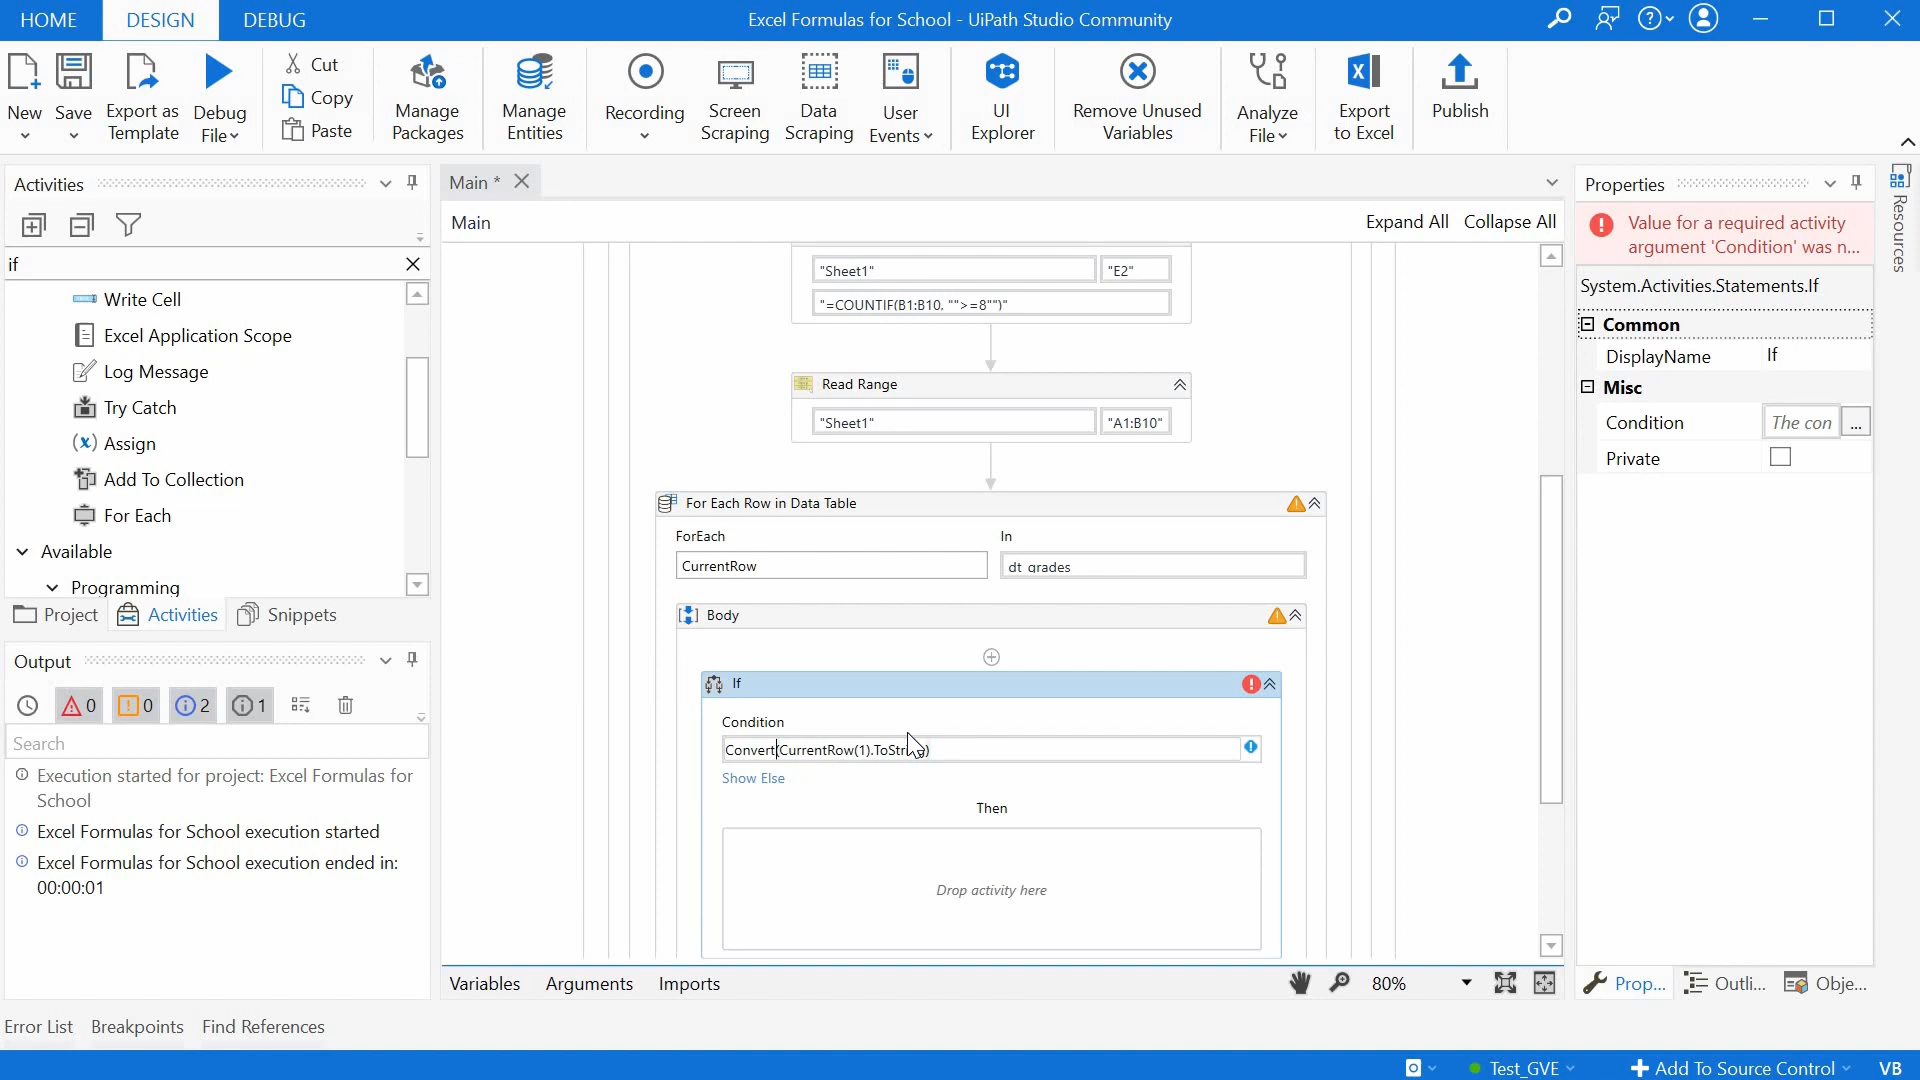 HOME
DESIGN
DEBUG
Excel Formulas for School - UiPath Studio Community
New
Save
Export as
Template
Debug
File
Cut
Copy
Paste
Manage
Packages
Manage
Entities
Recording
Screen
Scraping
Data
Scraping
User
Events
UI
Explorer
Remove Unused
Variables
Analyze
File
Export
to Excel
Publish
Activities
if
Write Cell
Excel Application Scope
Log Message
Try Catch
Assign
Add To Collection
For Each
Available
Programming
Project
Activities
Snippets
Output
0
0
2
1
Search
Execution started for project: Excel Formulas for
School
Excel Formulas for School execution started
Excel Formulas for School execution ended in:
00:00:01
Main *
Main
Expand All
Collapse All
"Sheet1"
"E2"
"=COUNTIF(B1:B10, "">=8"")"
Read Range
"Sheet1"
"A1:B10"
For Each Row in Data Table
ForEach
In
CurrentRow
dt_grades
Body
If
Condition
Convert(CurrentRow(1).ToString)
Show Else
Then
Drop activity here
Variables
Arguments
Imports
80%
Properties
Value for a required activity
argument 'Condition' was n...
System.Activities.Statements.If
Common
DisplayName
If
Misc
Condition
The con
...
Private
Prop...
Outli...
Obje...
Resources
Error List
Breakpoints
Find References
Test_GVE
Add To Source Control
VB